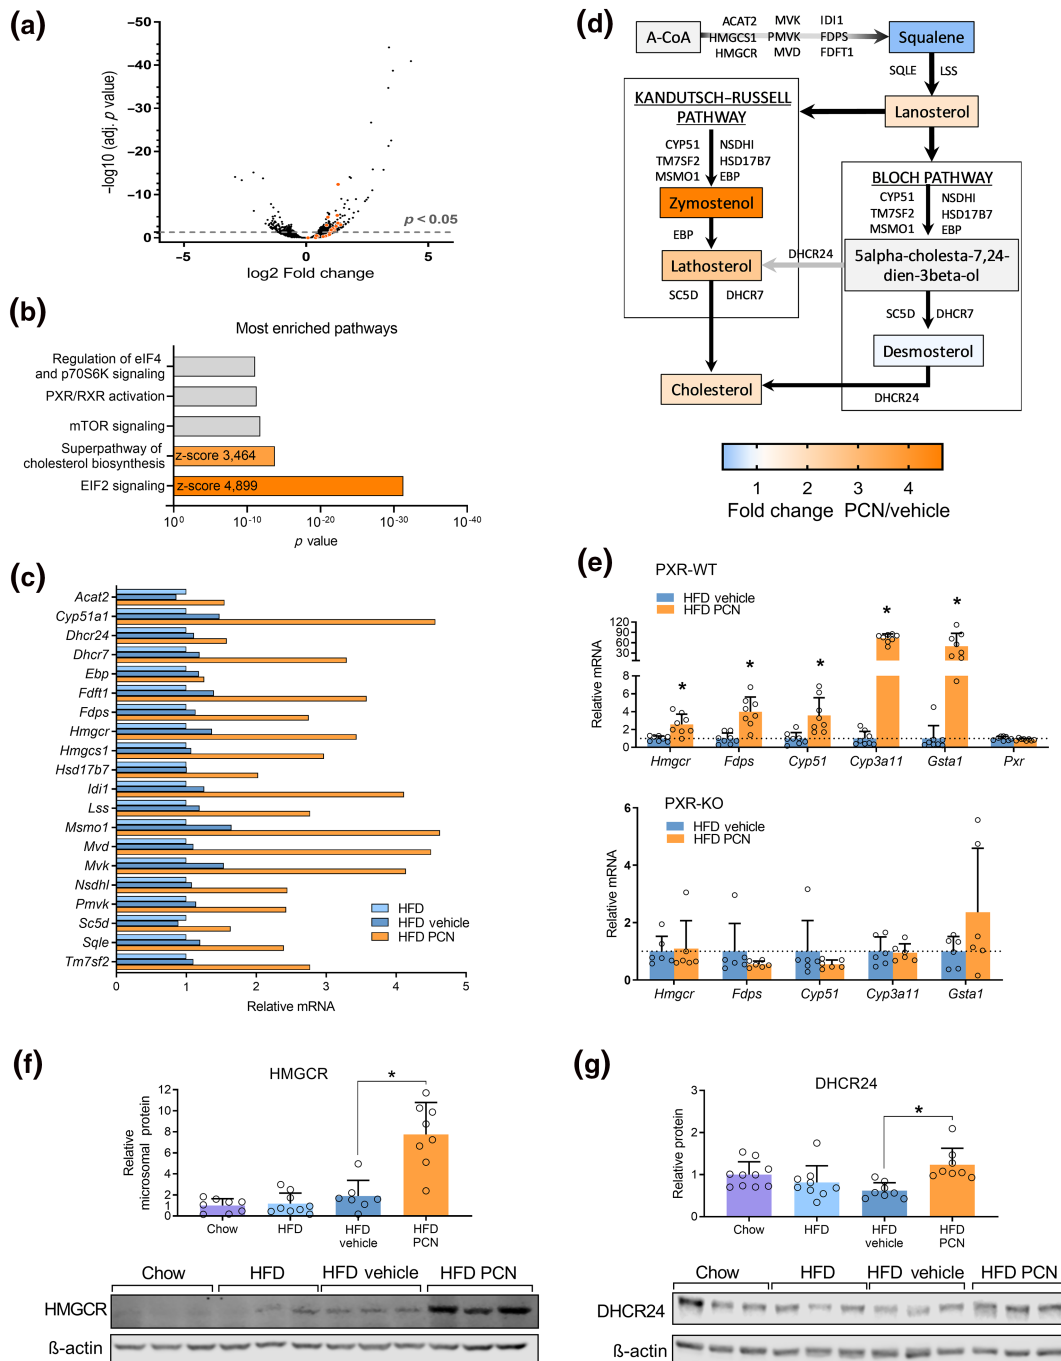 (a)
−50
−40
−30
−20
−10
0
−log10 (adj. p value)
p < 0.05
−5
0
5
log2 Fold change
(b)
Most enriched pathways
Regulation of eIF4
and p70S6K signaling
PXR/RXR activation
mTOR signaling
Superpathway of
cholesterol biosynthesis
z-score 3,464
EIF2 signaling
z-score 4,899
10⁰
10⁻¹⁰
10⁻²⁰
10⁻³⁰
10⁻⁴⁰
p value
(c)
Acat2
Cyp51a1
Dhcr24
Dhcr7
Ebp
Fdft1
Fdps
Hmgcr
Hmgcs1
Hsd17b7
Idi1
Lss
Msmo1
Mvd
Mvk
Nsdhl
Pmvk
Sc5d
Sqle
Tm7sf2
HFD
HFD vehicle
HFD PCN
0 1 2 3 4 5
Relative mRNA
(d)
A-CoA
ACAT2 MVK IDI1
HMGCS1 PMVK FDPS
HMGCR MVD FDFT1
Squalene
SQLE LSS
Lanosterol
KANDUTSCH–RUSSELL
PATHWAY
CYP51 NSDHI
TM7SF2 HSD17B7
MSMO1 EBP
Zymostenol
EBP
Lathosterol
SC5D DHCR7
Cholesterol
BLOCH PATHWAY
CYP51 NSDHI
TM7SF2 HSD17B7
MSMO1 EBP
DHCR24
5alpha-cholesta-7,24-
dien-3beta-ol
SC5D DHCR7
Desmosterol
DHCR24
1 2 3 4
Fold change PCN/vehicle
(e)
PXR-WT
HFD vehicle
HFD PCN
120
90
60
30
8
6
4
2
0
Relative mRNA
* * * * *
Hmgcr Fdps Cyp51 Cyp3a11 Gsta1 Pxr
PXR-KO
HFD vehicle
HFD PCN
6
4
2
0
Relative mRNA
Hmgcr Fdps Cyp51 Cyp3a11 Gsta1
(f)
HMGCR
*
12
10
8
6
4
2
0
Relative
microsomal protein
Chow HFD HFD vehicle HFD PCN
Chow HFD HFD vehicle HFD PCN
HMGCR
ß-actin
(g)
DHCR24
*
3
2
1
0
Relative protein
Chow HFD HFD vehicle HFD PCN
Chow HFD HFD vehicle HFD PCN
DHCR24
ß-actin